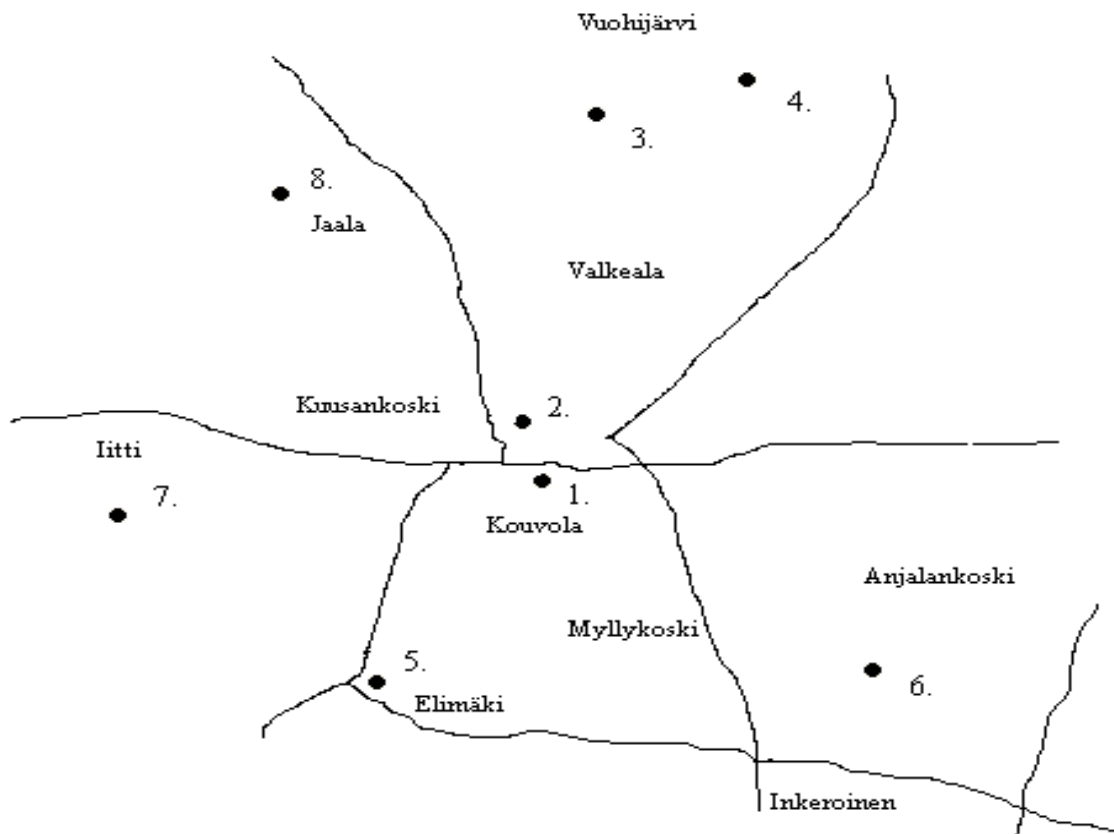 Vuohijärvi
4.
3.
8.
Jaala
Valkeala
Kuusankoski
2.
Iitti
7.
1.
Kouvola
Anjalankoski
Myllykoski
5.
6.
Elimäki
Inkeroinen